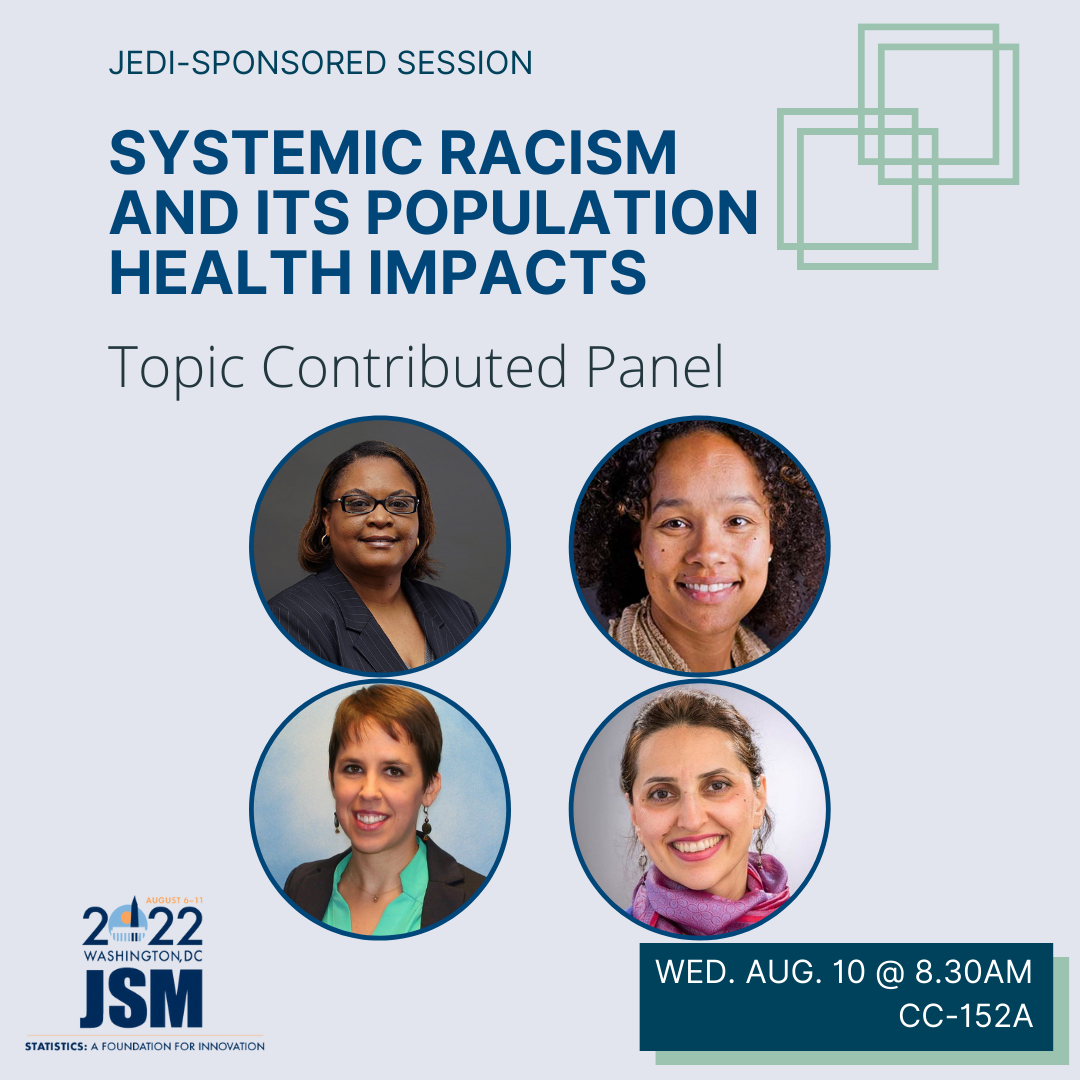 JEDI-SPONSORED SESSION
SYSTEMIC RACISM
AND ITS POPULATION
HEALTH IMPACTS
Topic Contributed Panel
AUGUST 6–11
2022
WASHINGTON,DC
JSM
STATISTICS: A FOUNDATION FOR INNOVATION
WED. AUG. 10 @ 8.30AM
CC-152A